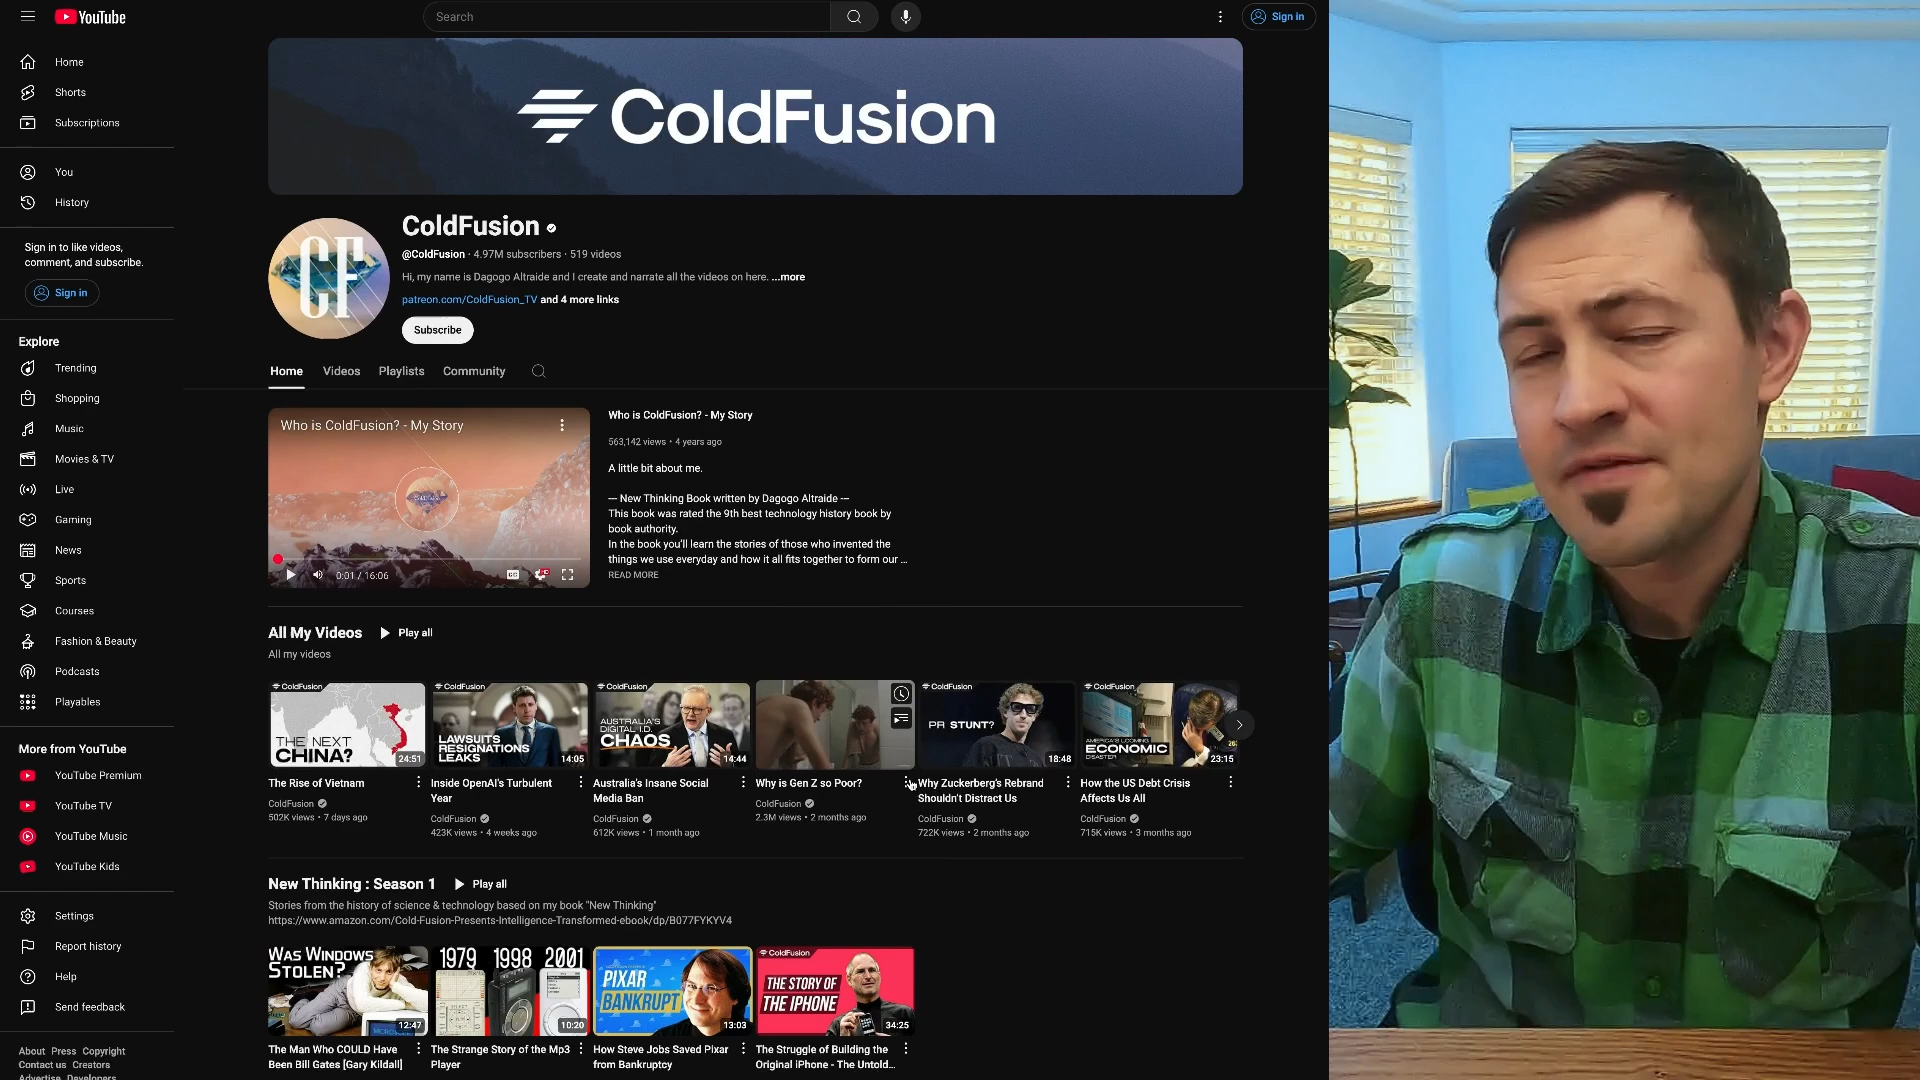 YouTube
Search
Sign in
Home
Shorts
Subscriptions
You
History
Sign in to like videos,
comment, and subscribe.
Sign in
Explore
Trending
Shopping
Music
Movies & TV
Live
Gaming
News
Sports
Courses
Fashion & Beauty
Podcasts
Playables
More from YouTube
YouTube Premium
YouTube TV
YouTube Music
YouTube Kids
Settings
Report history
Help
Send feedback
About Press Copyright
Contact us Creators
Advertise Developers
ColdFusion
CF
ColdFusion
@ColdFusion · 4.97M subscribers · 519 videos
Hi, my name is Dagogo Altraide and I create and narrate all the videos on here. ...more
patreon.com/ColdFusion_TV and 4 more links
Subscribe
Home Videos Playlists Community
Who is ColdFusion? - My Story
0:01 / 16:06
Who is ColdFusion? - My Story
563,142 views • 4 years ago
A little bit about me.
--- New Thinking Book written by Dagogo Altraide ---
This book was rated the 9th best technology history book by
book authority.
In the book you'll learn the stories of those who invented the
things we use everyday and how it all fits together to form our ...
READ MORE
All My Videos Play all
All my videos
ColdFusion
THE NEXT
CHINA?
24:51
The Rise of Vietnam
ColdFusion
502K views • 7 days ago
ColdFusion
LAWSUITS
RESIGNATIONS
LEAKS
14:05
Inside OpenAI's Turbulent
Year
ColdFusion
423K views • 4 weeks ago
ColdFusion
AUSTRALIA'S
DIGITAL I.D.
CHAOS
14:44
Australia's Insane Social
Media Ban
ColdFusion
612K views • 1 month ago
Why is Gen Z so Poor?
ColdFusion
2.3M views • 2 months ago
ColdFusion
PR STUNT?
18:48
Why Zuckerberg's Rebrand
Shouldn't Distract Us
ColdFusion
722K views • 2 months ago
ColdFusion
AMERICA'S LOOMING
ECONOMIC
DISASTER
23:15
How the US Debt Crisis
Affects Us All
ColdFusion
715K views • 3 months ago
New Thinking : Season 1 Play all
Stories from the history of science & technology based on my book "New Thinking"
https://www.amazon.com/Cold-Fusion-Presents-Intelligence-Transformed-ebook/dp/B077FYKYV4
WAS WINDOWS
STOLEN?
12:47
The Man Who COULD Have
Been Bill Gates [Gary Kildall]
1979 1998 2001
10:20
The Strange Story of the Mp3
Player
PIXAR
BANKRUPT
13:03
How Steve Jobs Saved Pixar
from Bankruptcy
ColdFusion
THE STORY OF
THE IPHONE
34:25
The Struggle of Building the
Original iPhone - The Untold...